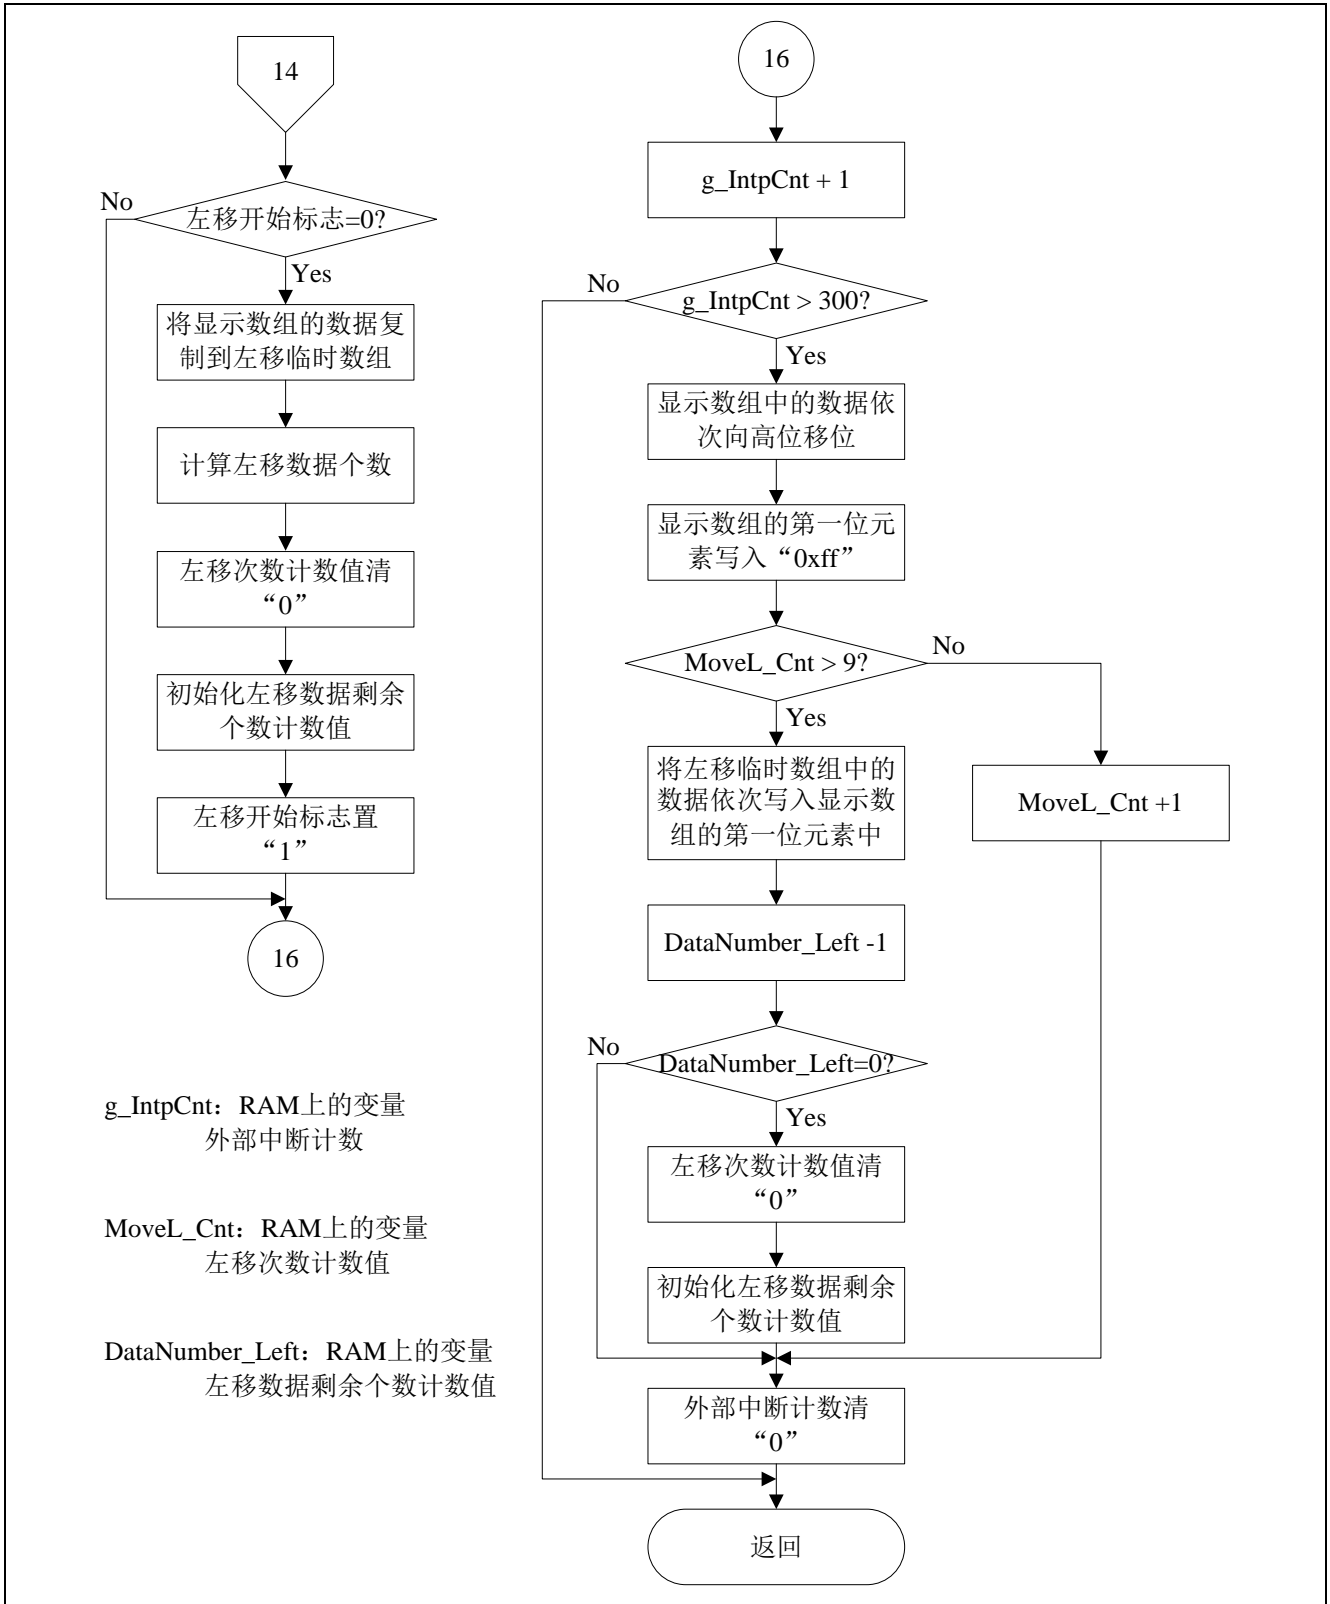 14
左移开始标志=0?
No
Yes
将显示数组的数据复
制到左移临时数组
计算左移数据个数
左移次数计数值清
“0”
初始化左移数据剩余
个数计数值
左移开始标志置
“1”
16
g_IntpCnt：RAM上的变量
外部中断计数
MoveL_Cnt：RAM上的变量
左移次数计数值
DataNumber_Left：RAM上的变量
左移数据剩余个数计数值
16
g_IntpCnt + 1
No
g_IntpCnt > 300?
Yes
显示数组中的数据依
次向高位移位
显示数组的第一位元
素写入“0xff”
MoveL_Cnt > 9?
No
Yes
将左移临时数组中的
数据依次写入显示数
组的第一位元素中
MoveL_Cnt +1
DataNumber_Left -1
No
DataNumber_Left=0?
Yes
左移次数计数值清
“0”
初始化左移数据剩余
个数计数值
外部中断计数清
“0”
返回